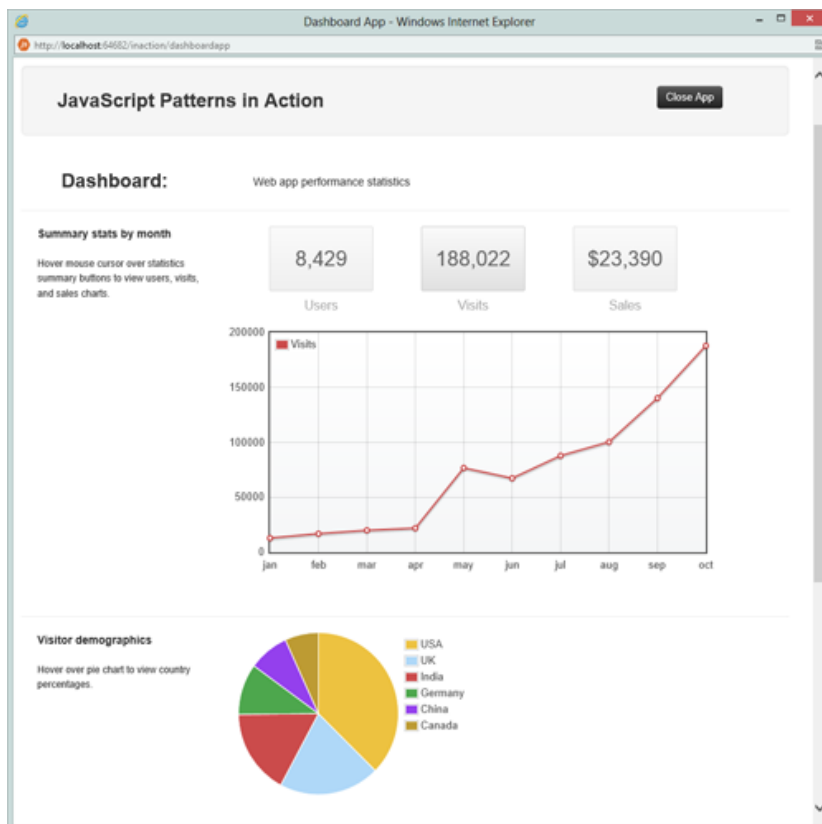 Dashboard App - Windows Internet Explorer
http://localhost:64682/inaction/dashboardapp
JavaScript Patterns in Action
Close App
Dashboard:
Web app performance statistics
Summary stats by month
Hover mouse cursor over statistics
summary buttons to view users, visits,
and sales charts.
8,429
188,022
$23,390
Users
Visits
Sales
Visits
200000
150000
100000
50000
0
jan feb mar apr may jun jul aug sep oct
Visitor demographics
Hover over pie chart to view country
percentages.
USA
UK
India
Germany
China
Canada